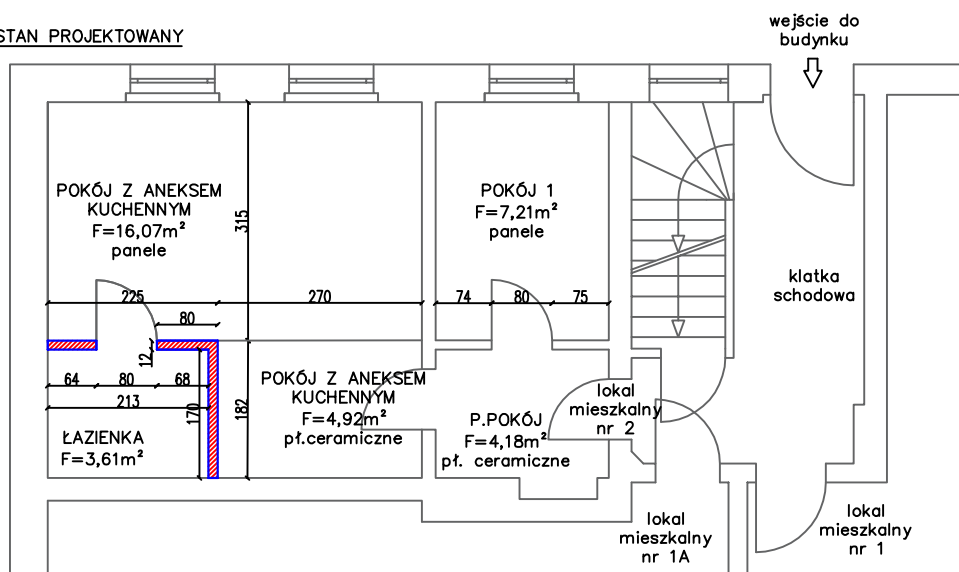 STAN PROJEKTOWANY
wejście do
budynku
POKÓJ Z ANEKSEM
KUCHENNYM
F=16,07m²
panele
315
POKÓJ 1
F=7,21m²
panele
klatka
schodowa
225
270
74
80
75
80
12
64
80
68
213
170
182
POKÓJ Z ANEKSEM
KUCHENNYM
F=4,92m²
pł.ceramiczne
ŁAZIENKA
F=3,61m²
P.POKÓJ
F=4,18m²
pł. ceramiczne
lokal
mieszkalny
nr 2
lokal
mieszkalny
nr 1A
lokal
mieszkalny
nr 1